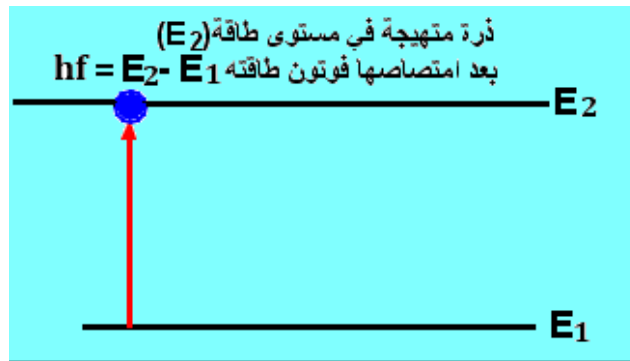 ذرة متهيجة في مستوى طاقة(E2)
بعد امتصاصها فوتون طاقته hf = E2- E1
E2
E1